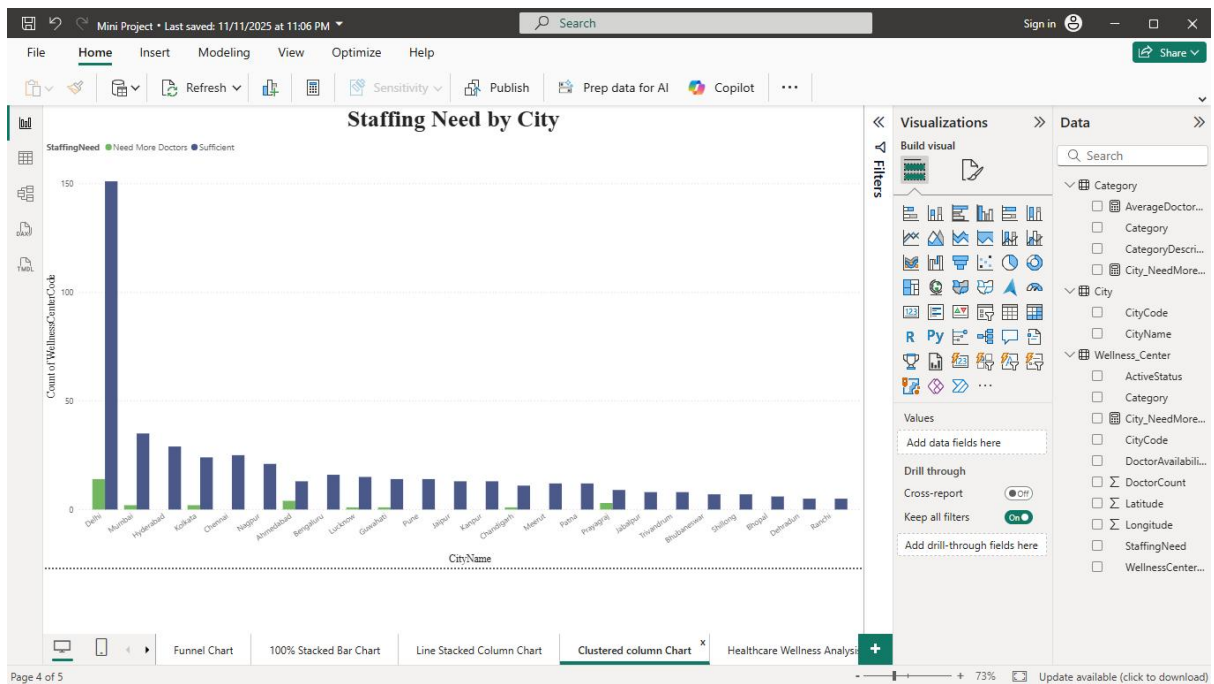 Mini Project • Last saved: 11/11/2025 at 11:06 PM
Search
Sign in
File Home Insert Modeling View Optimize Help
Share
Refresh Sensitivity Publish Prep data for AI Copilot
Staffing Need by City
StaffingNeed Need More Doctors Sufficient
150
100
50
0
Count of WellnessCenterCode
Delhi Mumbai Hyderabad Kolkata Chennai Nagpur Ahmedabad Bengaluru Lucknow Guwahati Pune Jaipur Kanpur Chandigarh Meerut Patna Prayagraj Jabalpur Trivandrum Bhubaneswar Shillong Bhopal Dehradun Ranchi
CityName
Filters
Visualizations
Build visual
123
R Py
Values
Add data fields here
Drill through
Cross-report Off
Keep all filters On
Add drill-through fields here
Data
Search
Category
AverageDoctor...
Category
CategoryDescri...
City_NeedMore...
City
CityCode
CityName
Wellness_Center
ActiveStatus
Category
City_NeedMore...
CityCode
DoctorAvailabili...
DoctorCount
Latitude
Longitude
StaffingNeed
WellnessCenter...
DAX
TMDL
Funnel Chart 100% Stacked Bar Chart Line Stacked Column Chart Clustered column Chart x Healthcare Wellness Analysi
Page 4 of 5
- + 73% Update available (click to download)